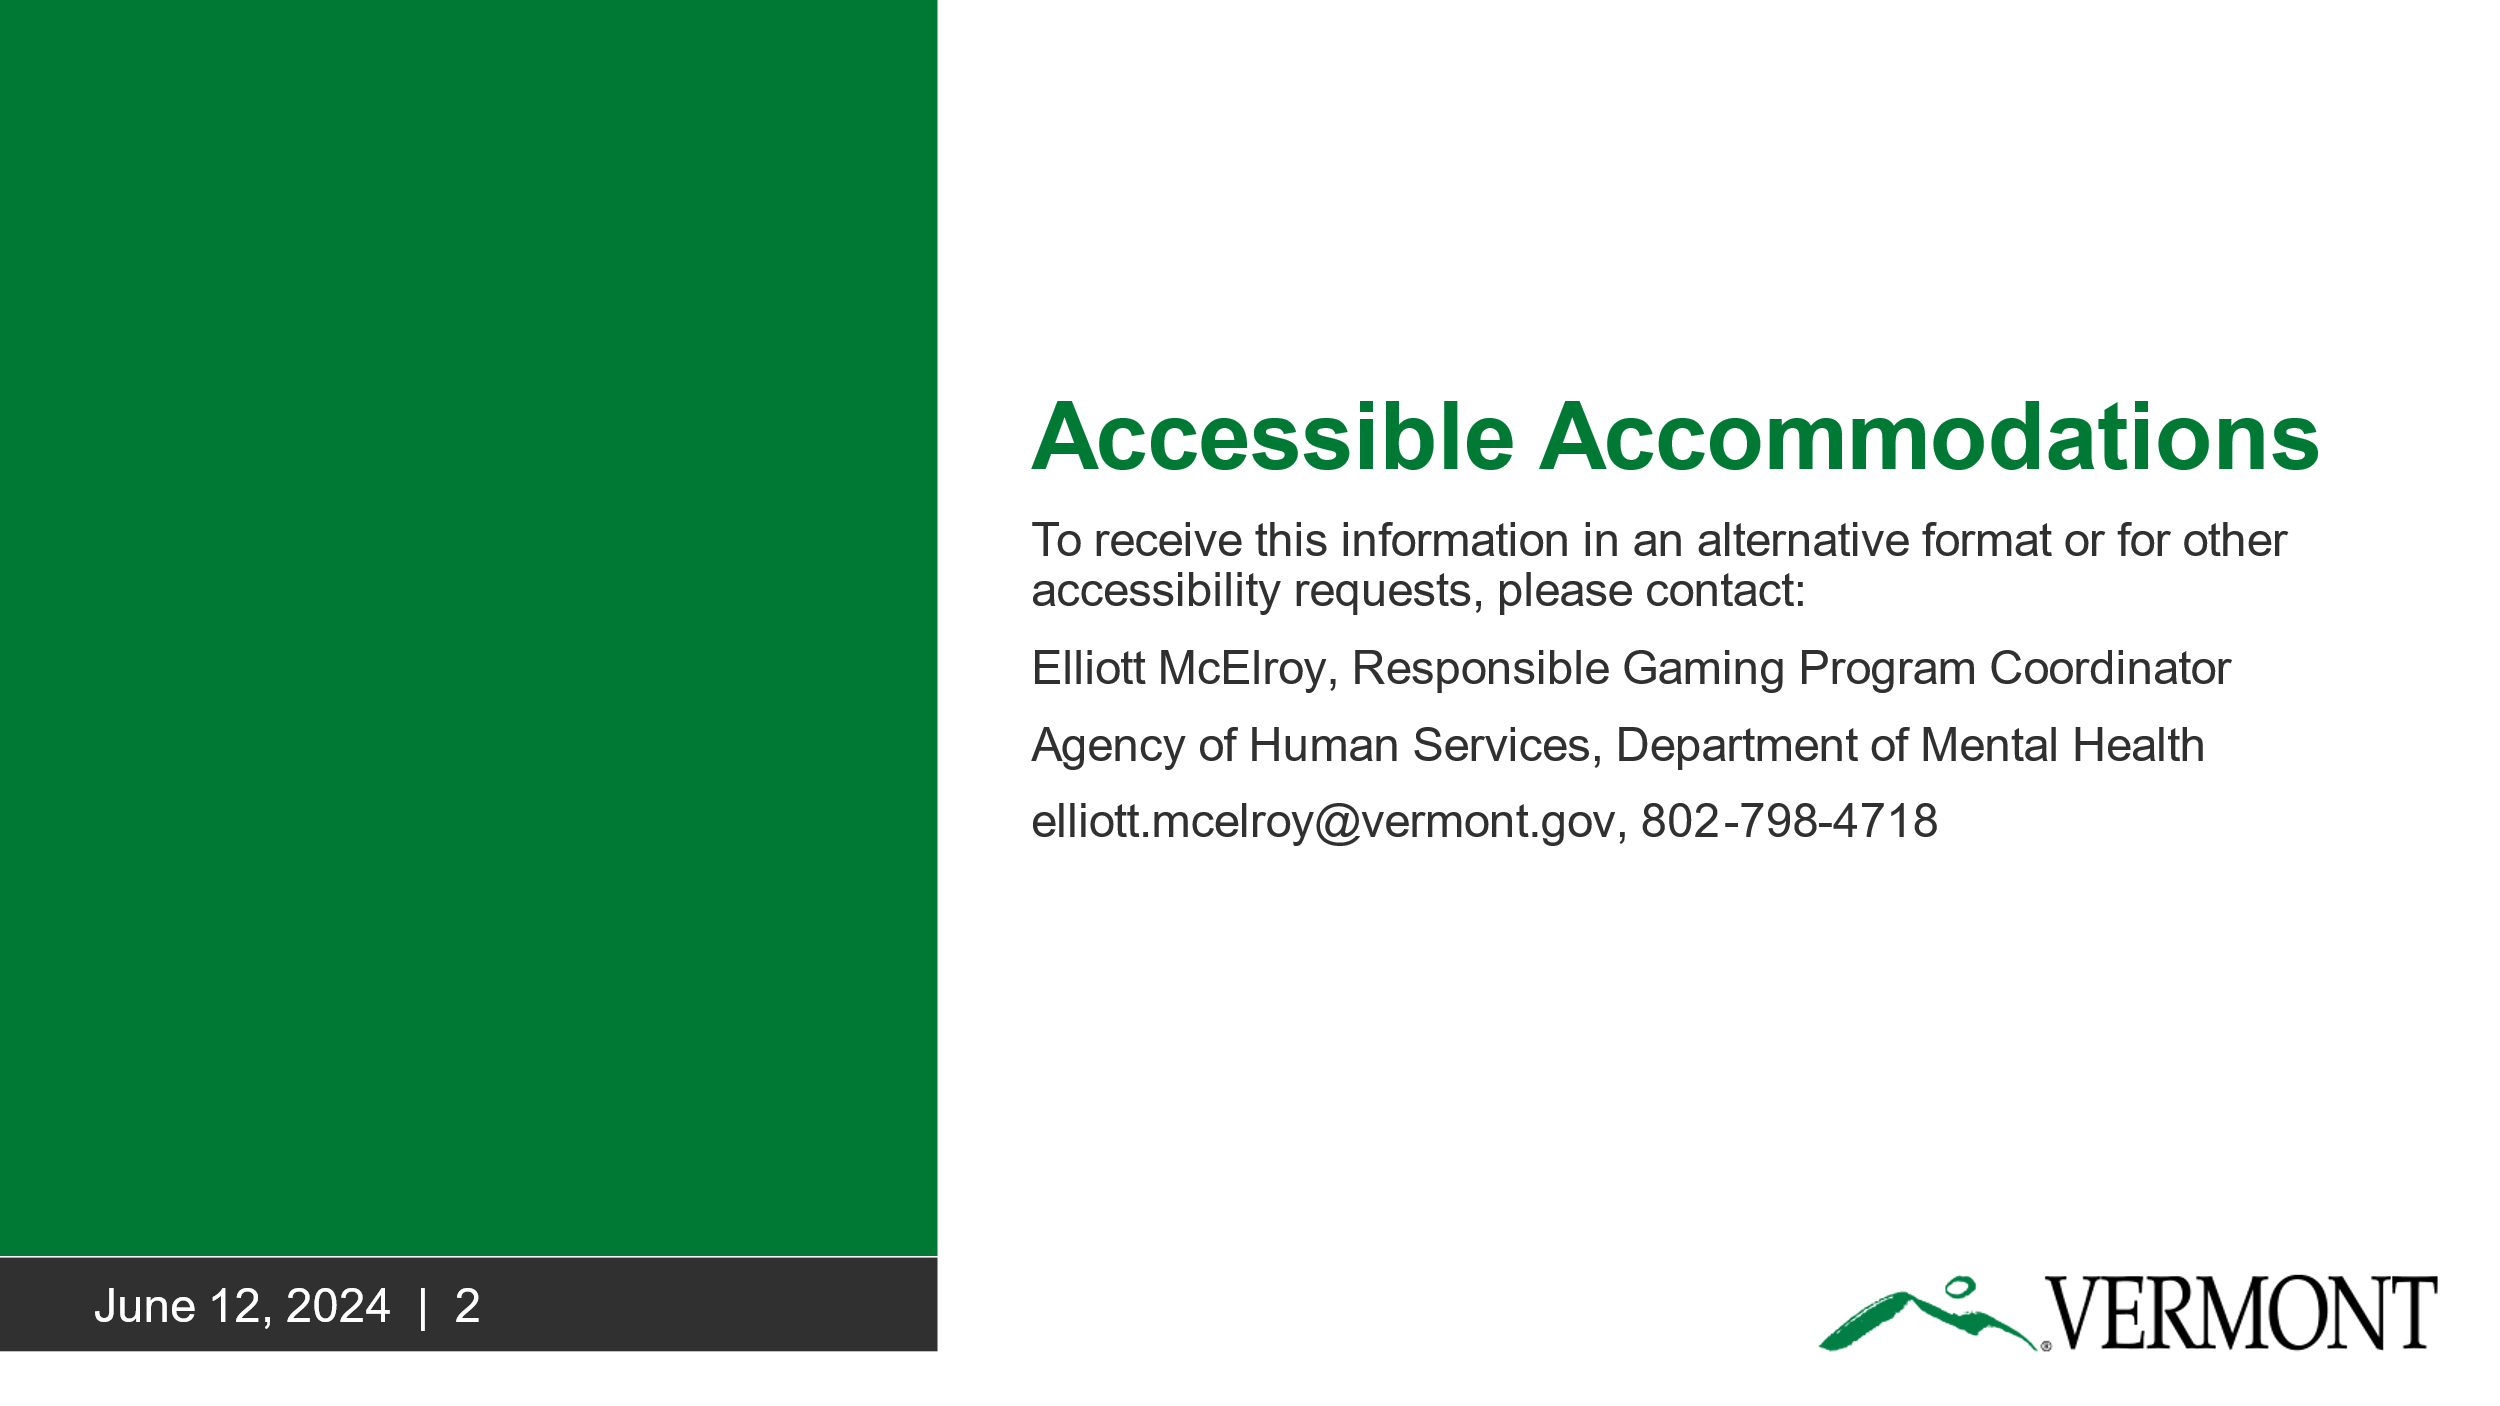 Accessible Accommodations
To receive this information in an alternative format or for other
accessibility requests, please contact:
Elliott McElroy, Responsible Gaming Program Coordinator
Agency of Human Services, Department of Mental Health
elliott.mcelroy@vermont.gov, 802-798-4718
June 12, 2024 | 2
® VERMONT